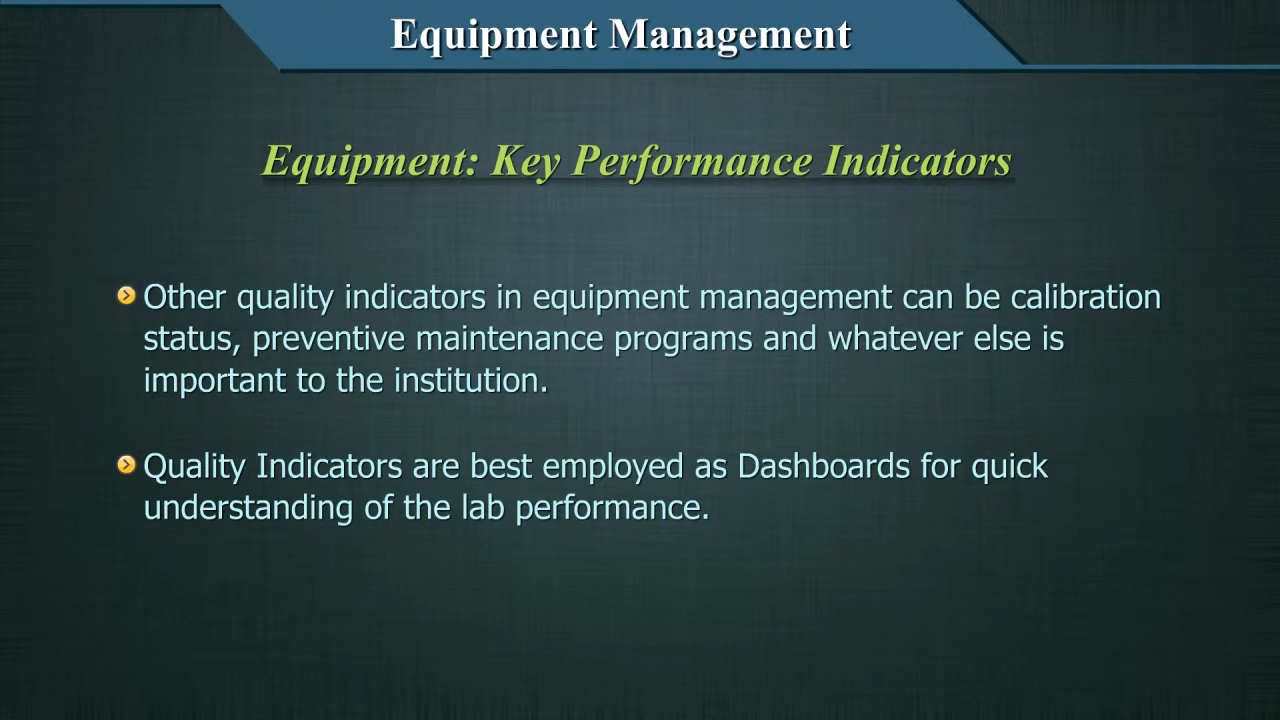 Equipment Management
Equipment: Key Performance Indicators
Other quality indicators in equipment management can be calibration
status, preventive maintenance programs and whatever else is
important to the institution.
Quality Indicators are best employed as Dashboards for quick
understanding of the lab performance.